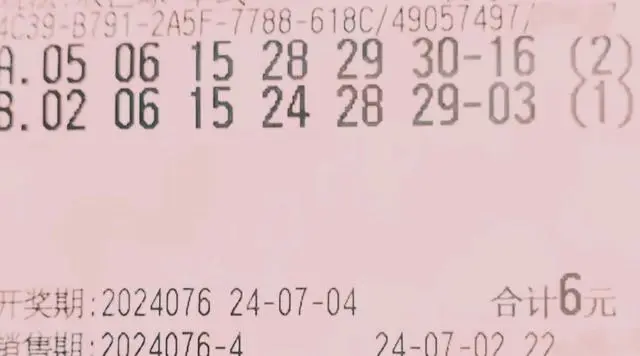 4C39-B791-2A5F-7788-618C/49057497/
A.05 06 15 28 29 30-16 (2)
B.02 06 15 24 28 29-03 (1)
开奖期:2024076 24-07-04 合计6元
销售期:2024076-4 24-07-02 22